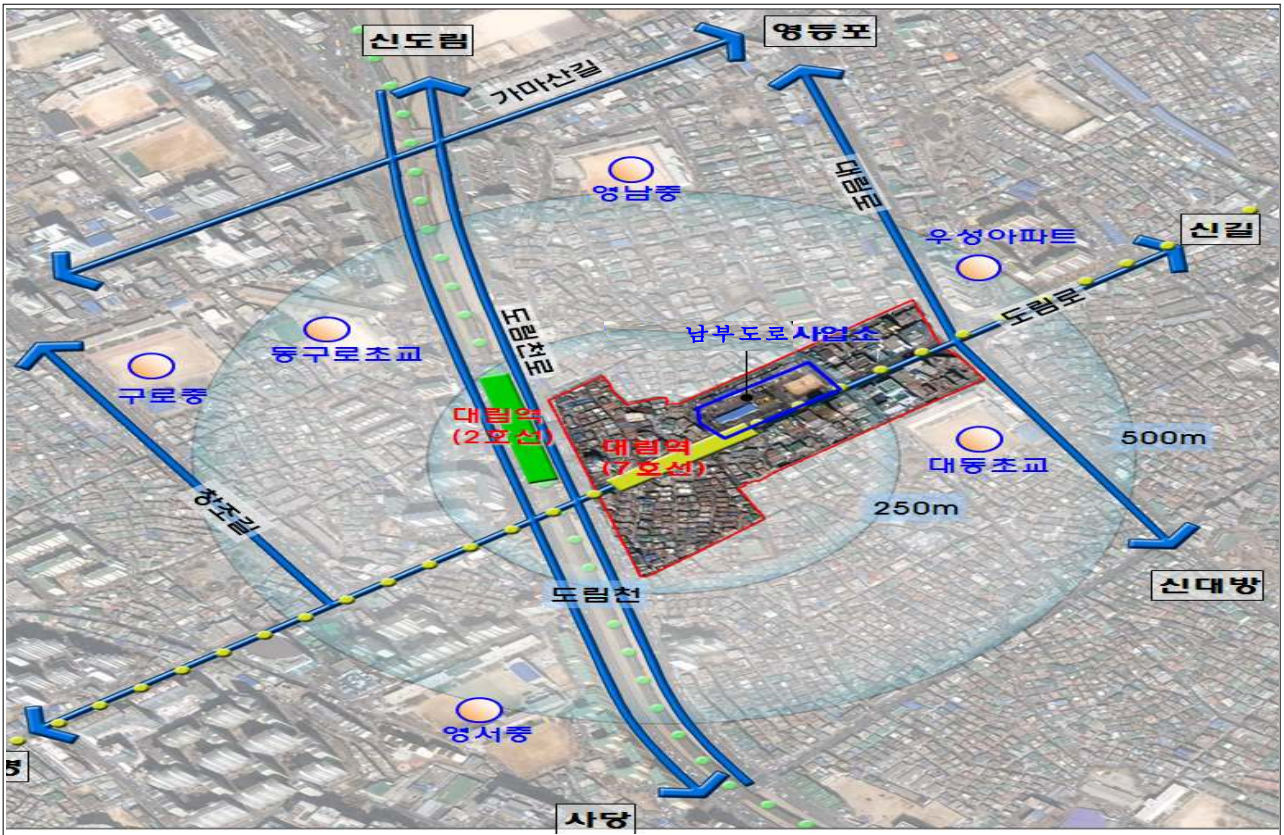 신도림
영등포
가마산길
대림로
영남중
우성아파트
신길
도림로
도림천로
남부도로사업소
동구로초교
구로중
대림역
(2호선)
대림역
(7호선)
대동초교
500m
250m
창조길
도림천
신대방
영서중
사당